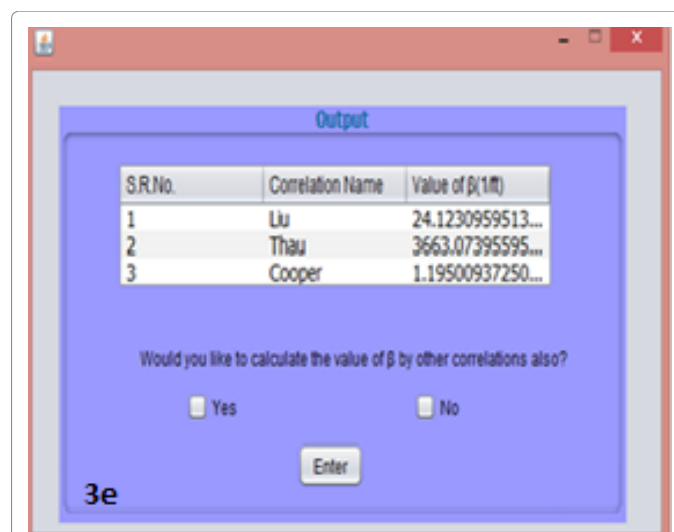 Output
S.R.No. Correlation Name Value of β(1/ft)
1 Liu 24.1230959513...
2 Thau 3663.07395595...
3 Cooper 1.19500937250...
Would you like to calculate the value of β by other correlations also?
Yes No
Enter
3e